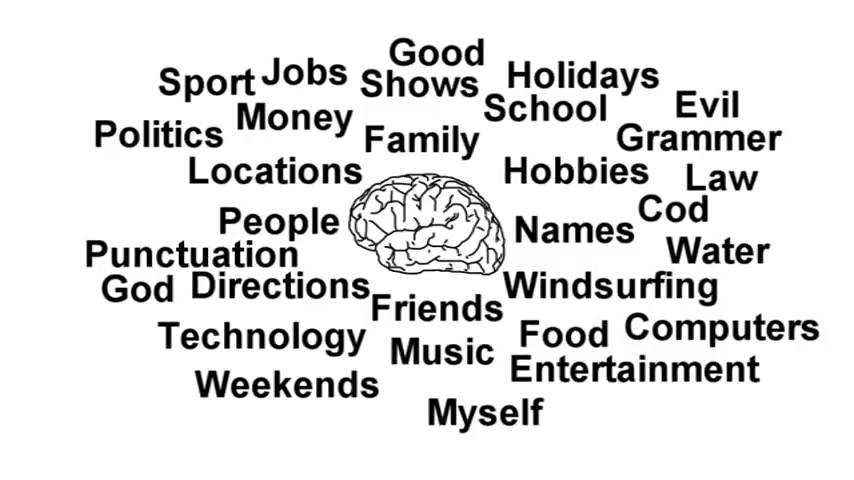 Good
Sport Jobs Shows Holidays
Money School Evil
Politics Family Grammer
Locations Hobbies Law
People Names Cod
Punctuation Water
God Directions Windsurfing
Friends
Technology Food Computers
Music Entertainment
Weekends
Myself